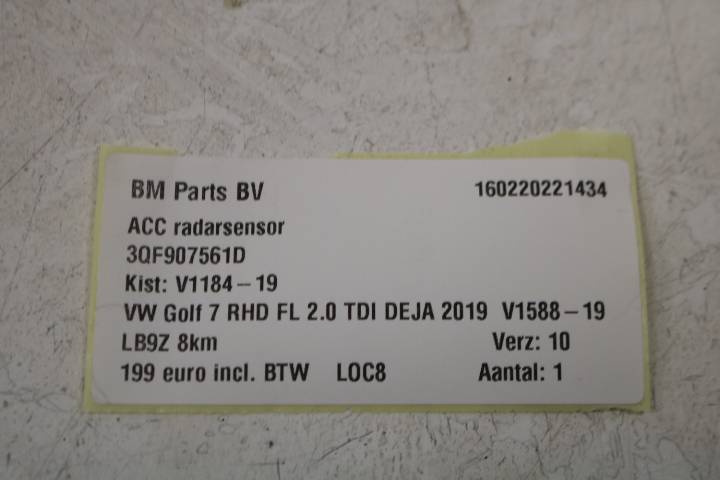 BM Parts BV 160220221434
ACC radarsensor
3QF907561D
Kist: V1184-19
VW Golf 7 RHD FL 2.0 TDI DEJA 2019 V1588-19
LB9Z 8km Verz: 10
199 euro incl. BTW LOC8 Aantal: 1